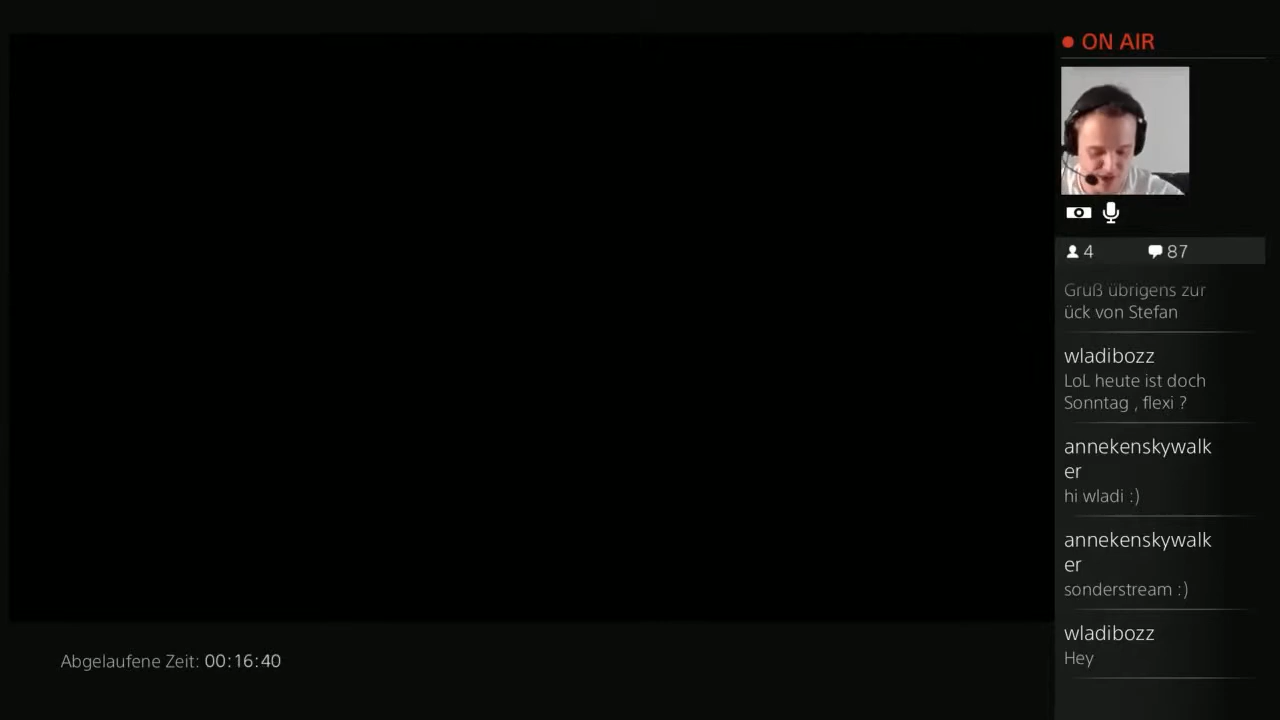 ON AIR
4 87
Gruß übrigens zur
ück von Stefan
wladibozz
LoL heute ist doch
Sonntag , flexi ?
annekenskywalk
er
hi wladi :)
annekenskywalk
er
sonderstream :)
wladibozz
Hey
Abgelaufene Zeit: 00:16:40